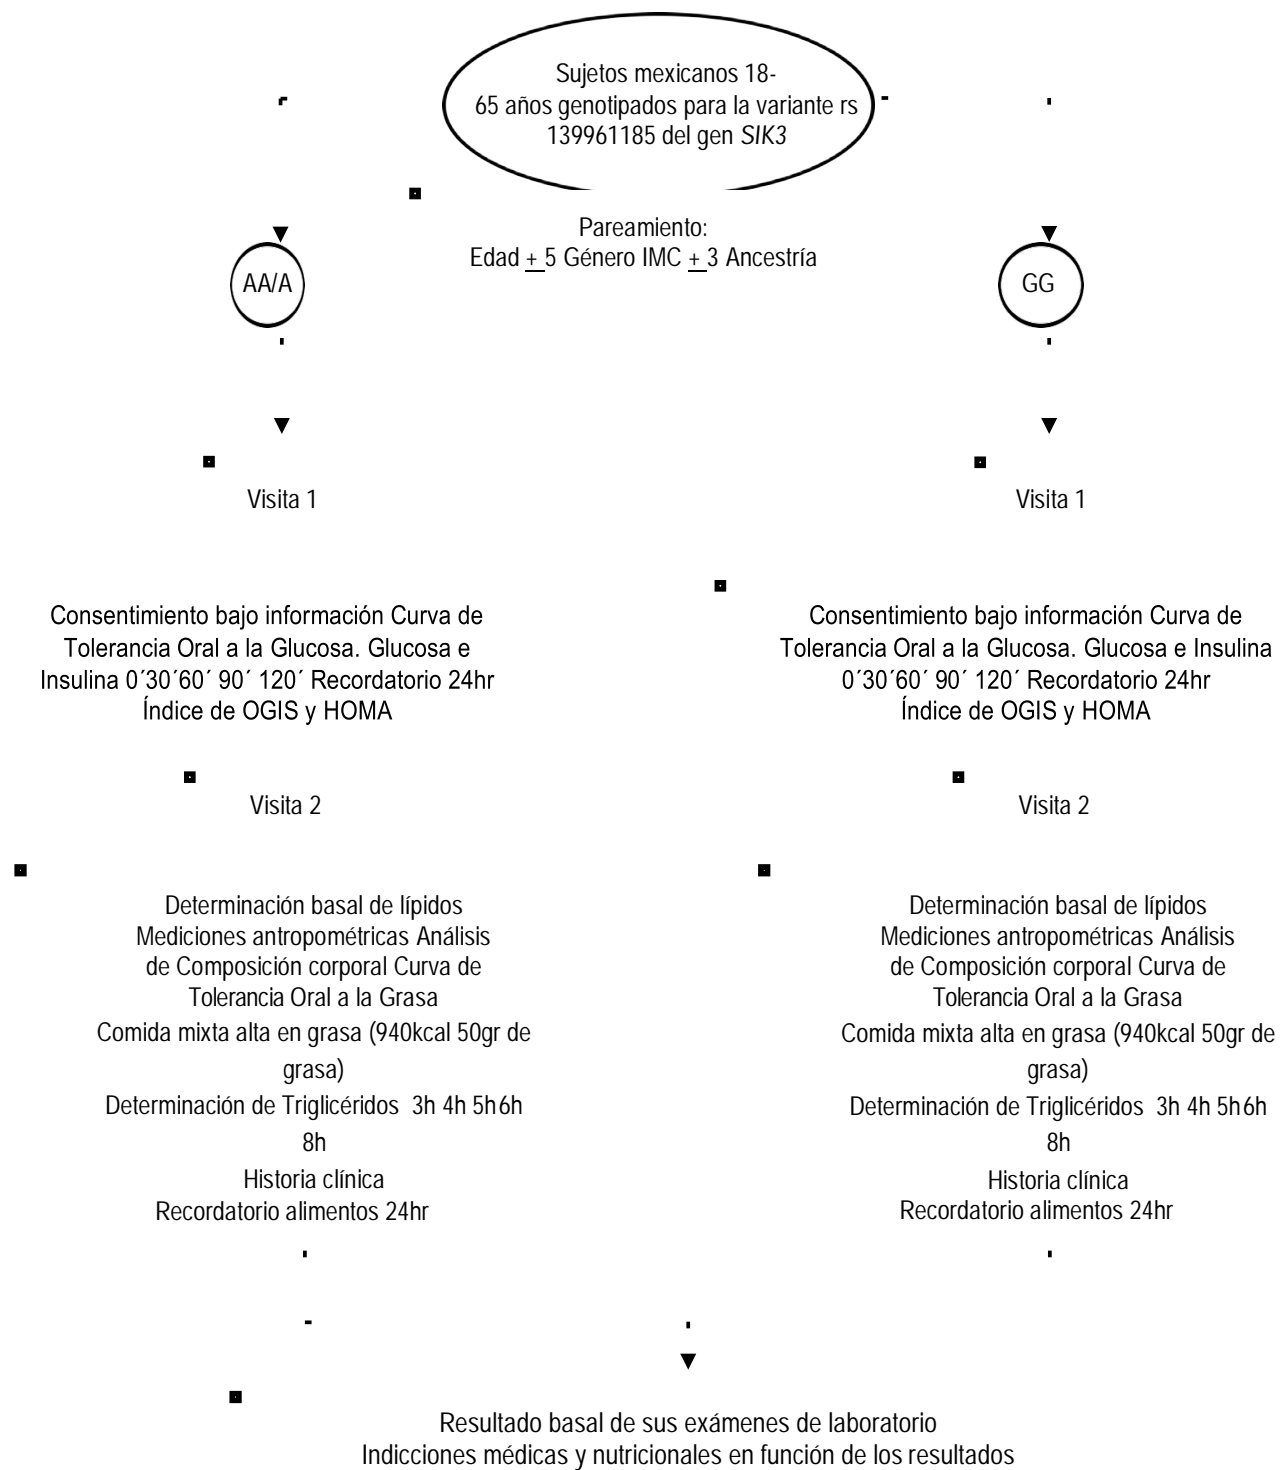 Sujetos mexicanos 18-
65 años genotipados para la variante rs
139961185 del gen SIK3
Pareamiento:
Edad + 5 Género IMC + 3 Ancestría
AA/A
GG
Visita 1
Visita 1
Consentimiento bajo información Curva de
Tolerancia Oral a la Glucosa. Glucosa e
Insulina 0´30´60´ 90´ 120´ Recordatorio 24hr
Índice de OGIS y HOMA
Consentimiento bajo información Curva de
Tolerancia Oral a la Glucosa. Glucosa e Insulina
0´30´60´ 90´ 120´ Recordatorio 24hr
Índice de OGIS y HOMA
Visita 2
Visita 2
Determinación basal de lípidos
Mediciones antropométricas Análisis
de Composición corporal Curva de
Tolerancia Oral a la Grasa
Comida mixta alta en grasa (940kcal 50gr de
grasa)
Determinación de Triglicéridos 3h 4h 5h6h
8h
Historia clínica
Recordatorio alimentos 24hr
Determinación basal de lípidos
Mediciones antropométricas Análisis
de Composición corporal Curva de
Tolerancia Oral a la Grasa
Comida mixta alta en grasa (940kcal 50gr de
grasa)
Determinación de Triglicéridos 3h 4h 5h6h
8h
Historia clínica
Recordatorio alimentos 24hr
Resultado basal de sus exámenes de laboratorio
Indicciones médicas y nutricionales en función de los resultados